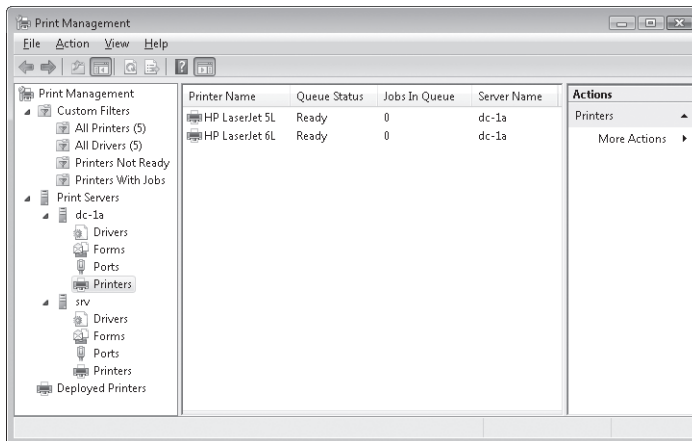 Print Management
File Action View Help
Print Management
Custom Filters
All Printers (5)
All Drivers (5)
Printers Not Ready
Printers With Jobs
Print Servers
dc-1a
Drivers
Forms
Ports
Printers
srv
Drivers
Forms
Ports
Printers
Deployed Printers
Printer Name Queue Status Jobs In Queue Server Name
HP LaserJet 5L Ready 0 dc-1a
HP LaserJet 6L Ready 0 dc-1a
Actions
Printers
More Actions